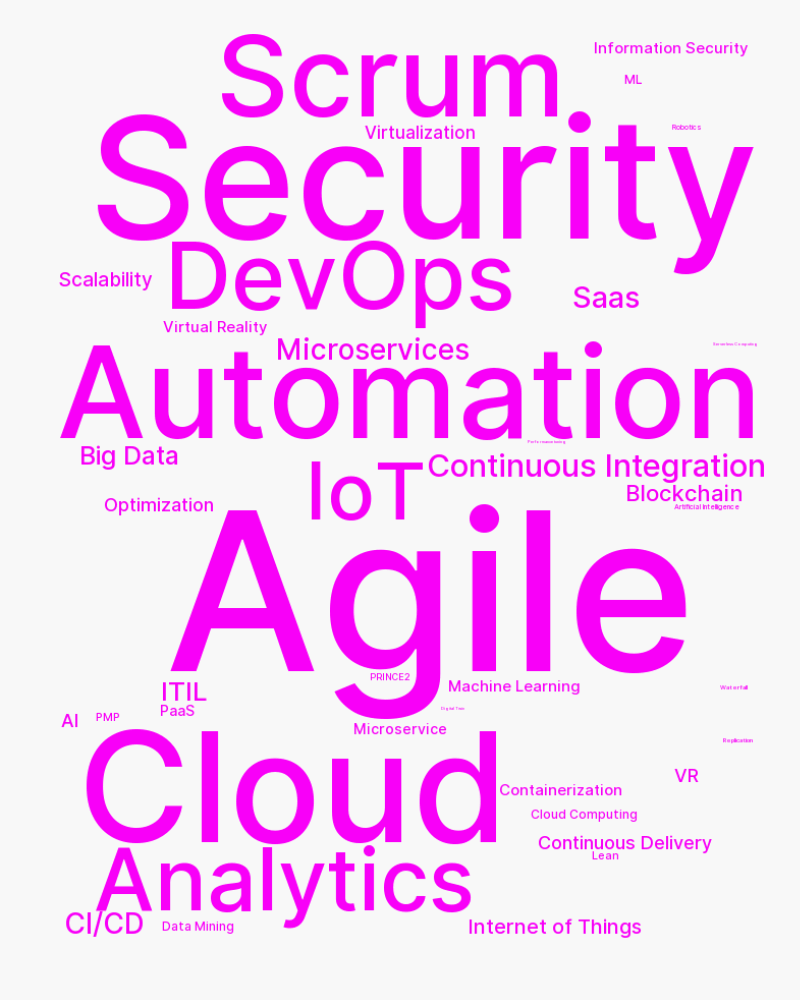 Scrum
Information Security
ML
Virtualization
Robotics
Security
Scalability
DevOps
Saas
Virtual Reality
Microservices
Serverless Computing
Automation
Big Data
IoT
Continuous Integration
Blockchain
Optimization
Artificial Intelligence
Agile
PRINCE2
ITIL
Machine Learning
Waterfall
PaaS
Digital Twin
AI
PMP
Microservice
Replication
Cloud
VR
Containerization
Cloud Computing
Continuous Delivery
Lean
Analytics
CI/CD
Data Mining
Internet of Things